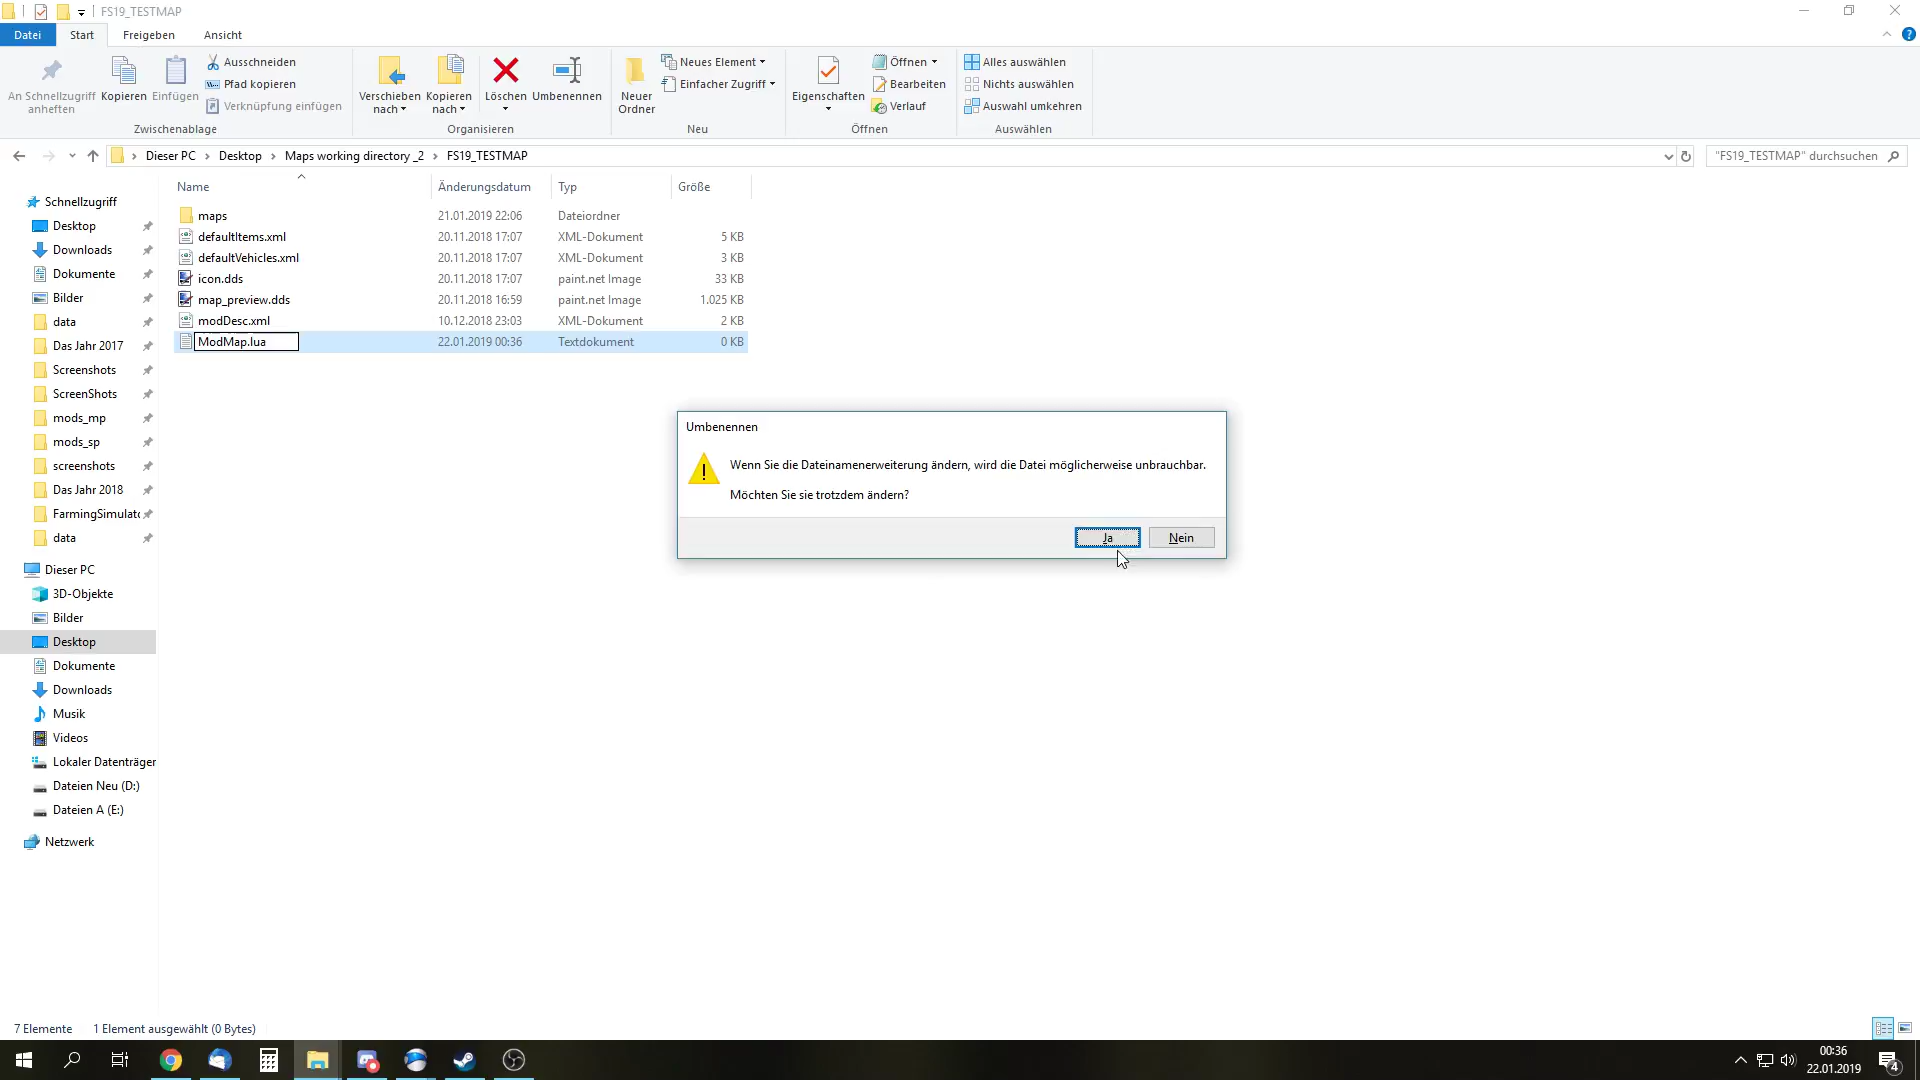 FS19_TESTMAP
Datei
Start
Freigeben
Ansicht
An Schnellzugriff
anheften
Kopieren
Einfügen
Ausschneiden
Pfad kopieren
Verknüpfung einfügen
Zwischenablage
Verschieben
nach
Kopieren
nach
Löschen
Umbenennen
Organisieren
Neuer
Ordner
Neues Element
Einfacher Zugriff
Neu
Eigenschaften
Öffnen
Bearbeiten
Verlauf
Öffnen
Alles auswählen
Nichts auswählen
Auswahl umkehren
Auswählen
Dieser PC
Desktop
Maps working directory _2
FS19_TESTMAP
"FS19_TESTMAP" durchsuchen
Name Änderungsdatum Typ Größe
maps 21.01.2019 22:06 Dateiordner
defaultItems.xml 20.11.2018 17:07 XML-Dokument 5 KB
defaultVehicles.xml 20.11.2018 17:07 XML-Dokument 3 KB
icon.dds 20.11.2018 17:07 paint.net Image 33 KB
map_preview.dds 20.11.2018 16:59 paint.net Image 1.025 KB
modDesc.xml 10.12.2018 23:03 XML-Dokument 2 KB
ModMap.lua 22.01.2019 00:36 Textdokument 0 KB
Schnellzugriff
Desktop
Downloads
Dokumente
Bilder
data
Das Jahr 2017
Screenshots
ScreenShots
mods_mp
mods_sp
screenshots
Das Jahr 2018
FarmingSimulato
data
Dieser PC
3D-Objekte
Bilder
Desktop
Dokumente
Downloads
Musik
Videos
Lokaler Datenträger
Dateien Neu (D:)
Dateien A (E:)
Netzwerk
Umbenennen
Wenn Sie die Dateinamenerweiterung ändern, wird die Datei möglicherweise unbrauchbar.
Möchten Sie sie trotzdem ändern?
Ja
Nein
7 Elemente
1 Element ausgewählt (0 Bytes)
00:36
22.01.2019
4